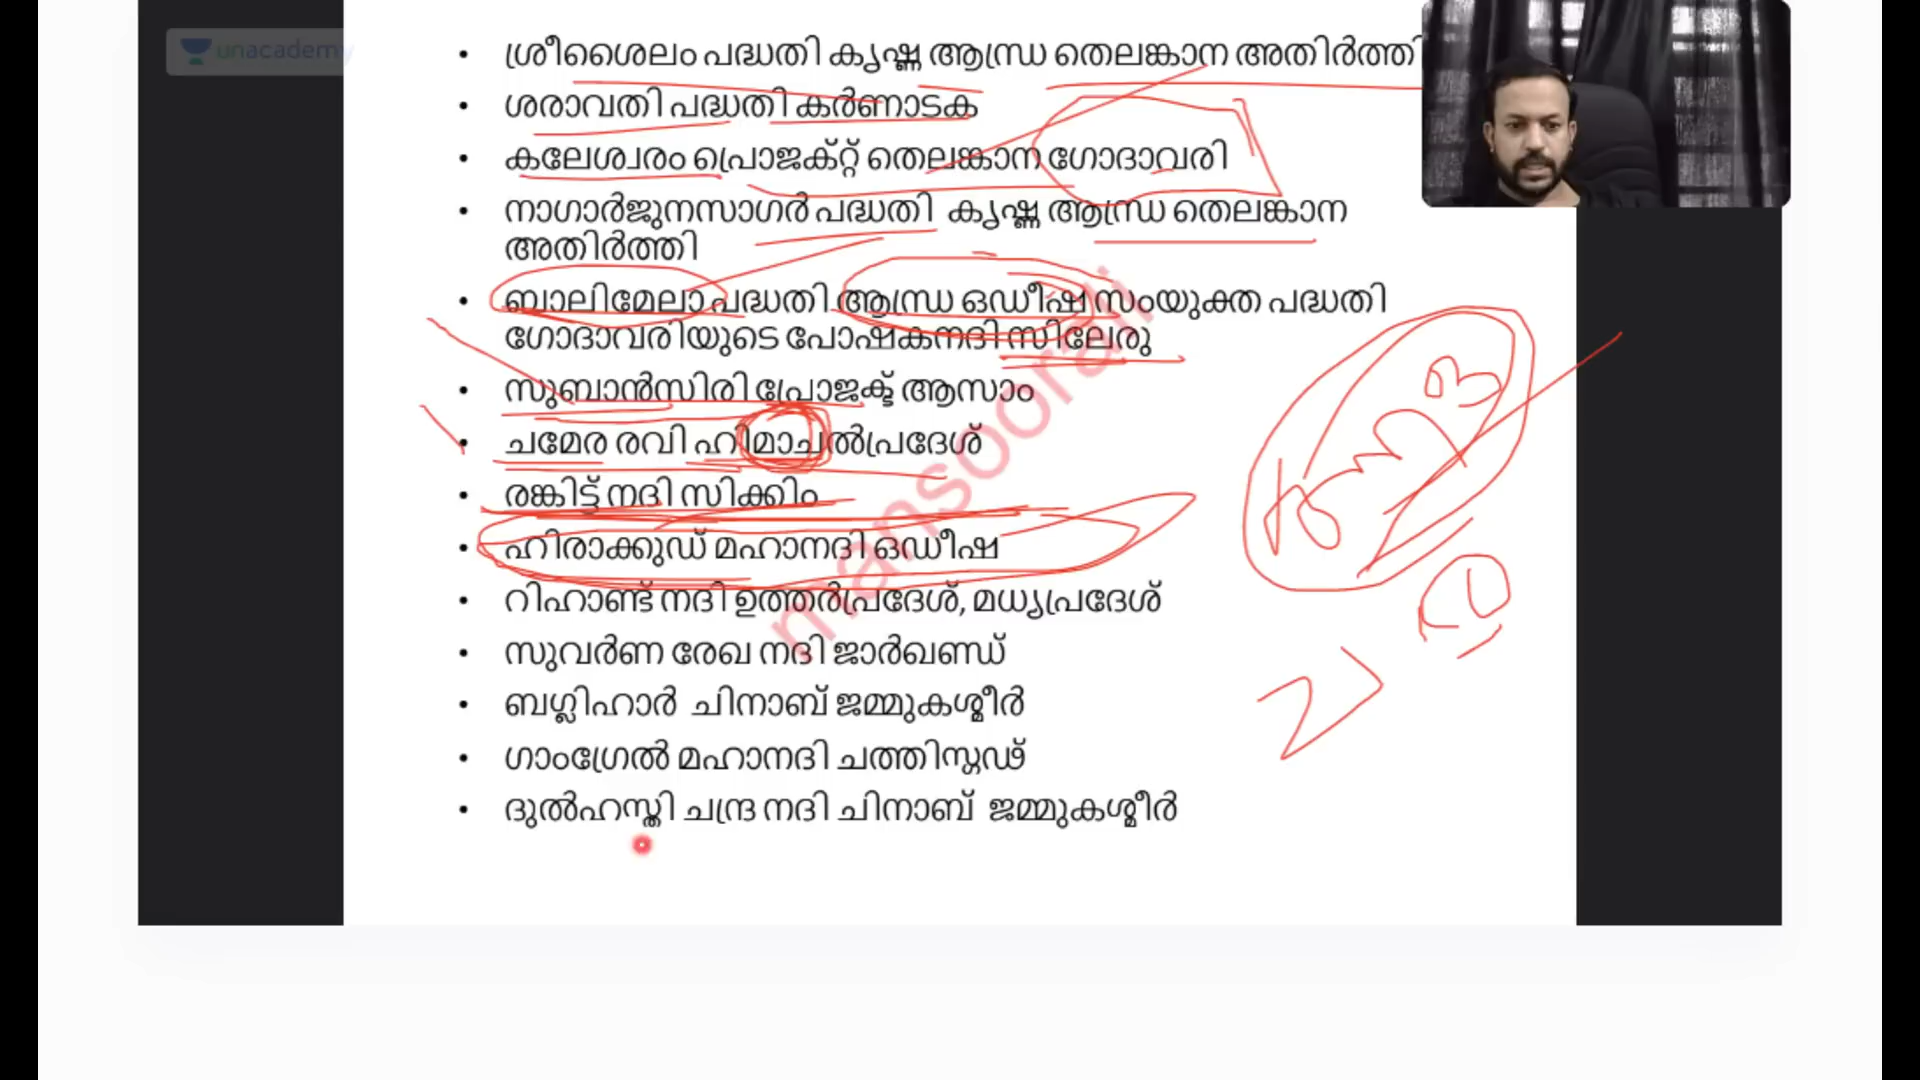 unacademy
• ശ്രീശൈലം പദ്ധതി കൃഷ്ണ ആന്ധ്ര തെലങ്കാന അതിർത്തി
• ശരാവതി പദ്ധതി കർണാടക
• കലേശ്വരം പ്രൊജക്റ്റ് തെലങ്കാന ഗോദാവരി
• നാഗാർജുനസാഗർ പദ്ധതി കൃഷ്ണ ആന്ധ്ര തെലങ്കാന
അതിർത്തി
• ബാലിമേലാ പദ്ധതി ആന്ധ്ര ഒഡീഷ സംയുക്ത പദ്ധതി
ഗോദാവരിയുടെ പോഷകനദി സിലേരു
• സുബാൻസിരി പ്രോജക്ട് ആസാം
• ചമേര രവി ഹിമാചൽപ്രദേശ്
• രങ്കിട്ട് നദി സിക്കിം
• ഹിരാക്കുഡ് മഹാനദി ഒഡീഷ
• റിഹാണ്ട് നദി ഉത്തർപ്രദേശ്, മധ്യപ്രദേശ്
• സുവർണ രേഖ നദി ജാർഖണ്ഡ്
• ബഗ്ലിഹാർ ചിനാബ് ജമ്മുകശ്മീർ
• ഗാംഗ്രേൽ മഹാനദി ചത്തിസ്ഗഢ്
• ദുൽഹസ്തി ചന്ദ്ര നദി ചിനാബ് ജമ്മുകശ്മീർ
mansoorali